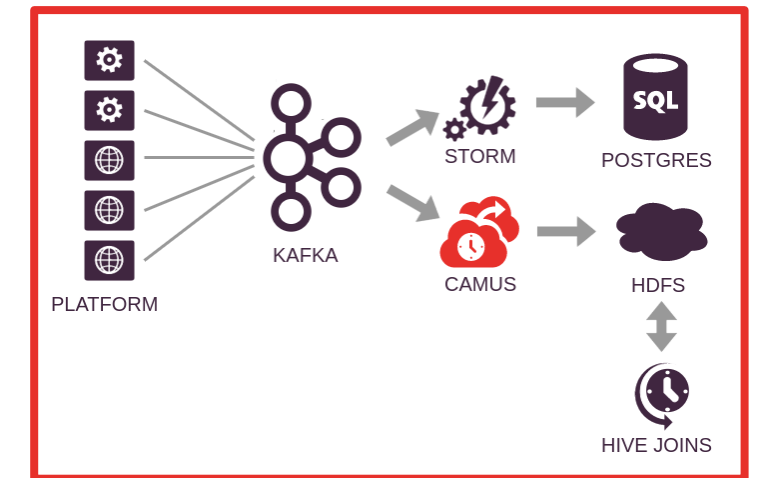 PLATFORM
KAFKA
STORM
CAMUS
SQL
POSTGRES
HDFS
HIVE JOINS